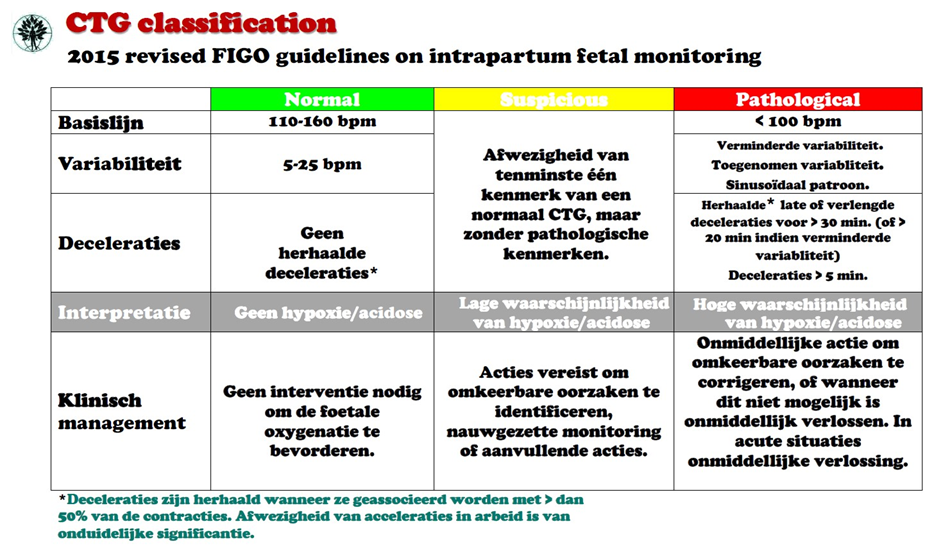 CTG classification
2015 revised FIGO guidelines on intrapartum fetal monitoring
Normal
Suspicious
Pathological
Basislijn
110-160 bpm
Afwezigheid van
tenminste één
kenmerk van een
normaal CTG, maar
zonder pathologische
kenmerken.
< 100 bpm
Variabiliteit
5-25 bpm
Verminderde variabiliteit.
Toegenomen variabliteit.
Sinusoïdaal patroon.
Deceleraties
Geen
herhaalde
deceleraties*
Herhaalde* late of verlengde
deceleraties voor > 30 min. (of >
20 min indien verminderde
variabliteit)
Deceleraties > 5 min.
Interpretatie
Geen hypoxie/acidose
Lage waarschijnlijkheid
van hypoxie/acidose
Hoge waarschijnlijkheid
van hypoxie/acidose
Klinisch
management
Geen interventie nodig
om de foetale
oxygenatie te
bevorderen.
Acties vereist om
omkeerbare oorzaken te
identificeren,
nauwgezette monitoring
of aanvullende acties.
Onmiddellijke actie om
omkeerbare oorzaken te
corrigeren, of wanneer
dit niet mogelijk is
onmiddellijk verlossen. In
acute situaties
onmiddellijke verlossing.
*Deceleraties zijn herhaald wanneer ze geassocieerd worden met > dan
50% van de contracties. Afwezigheid van acceleraties in arbeid is van
onduidelijke significantie.